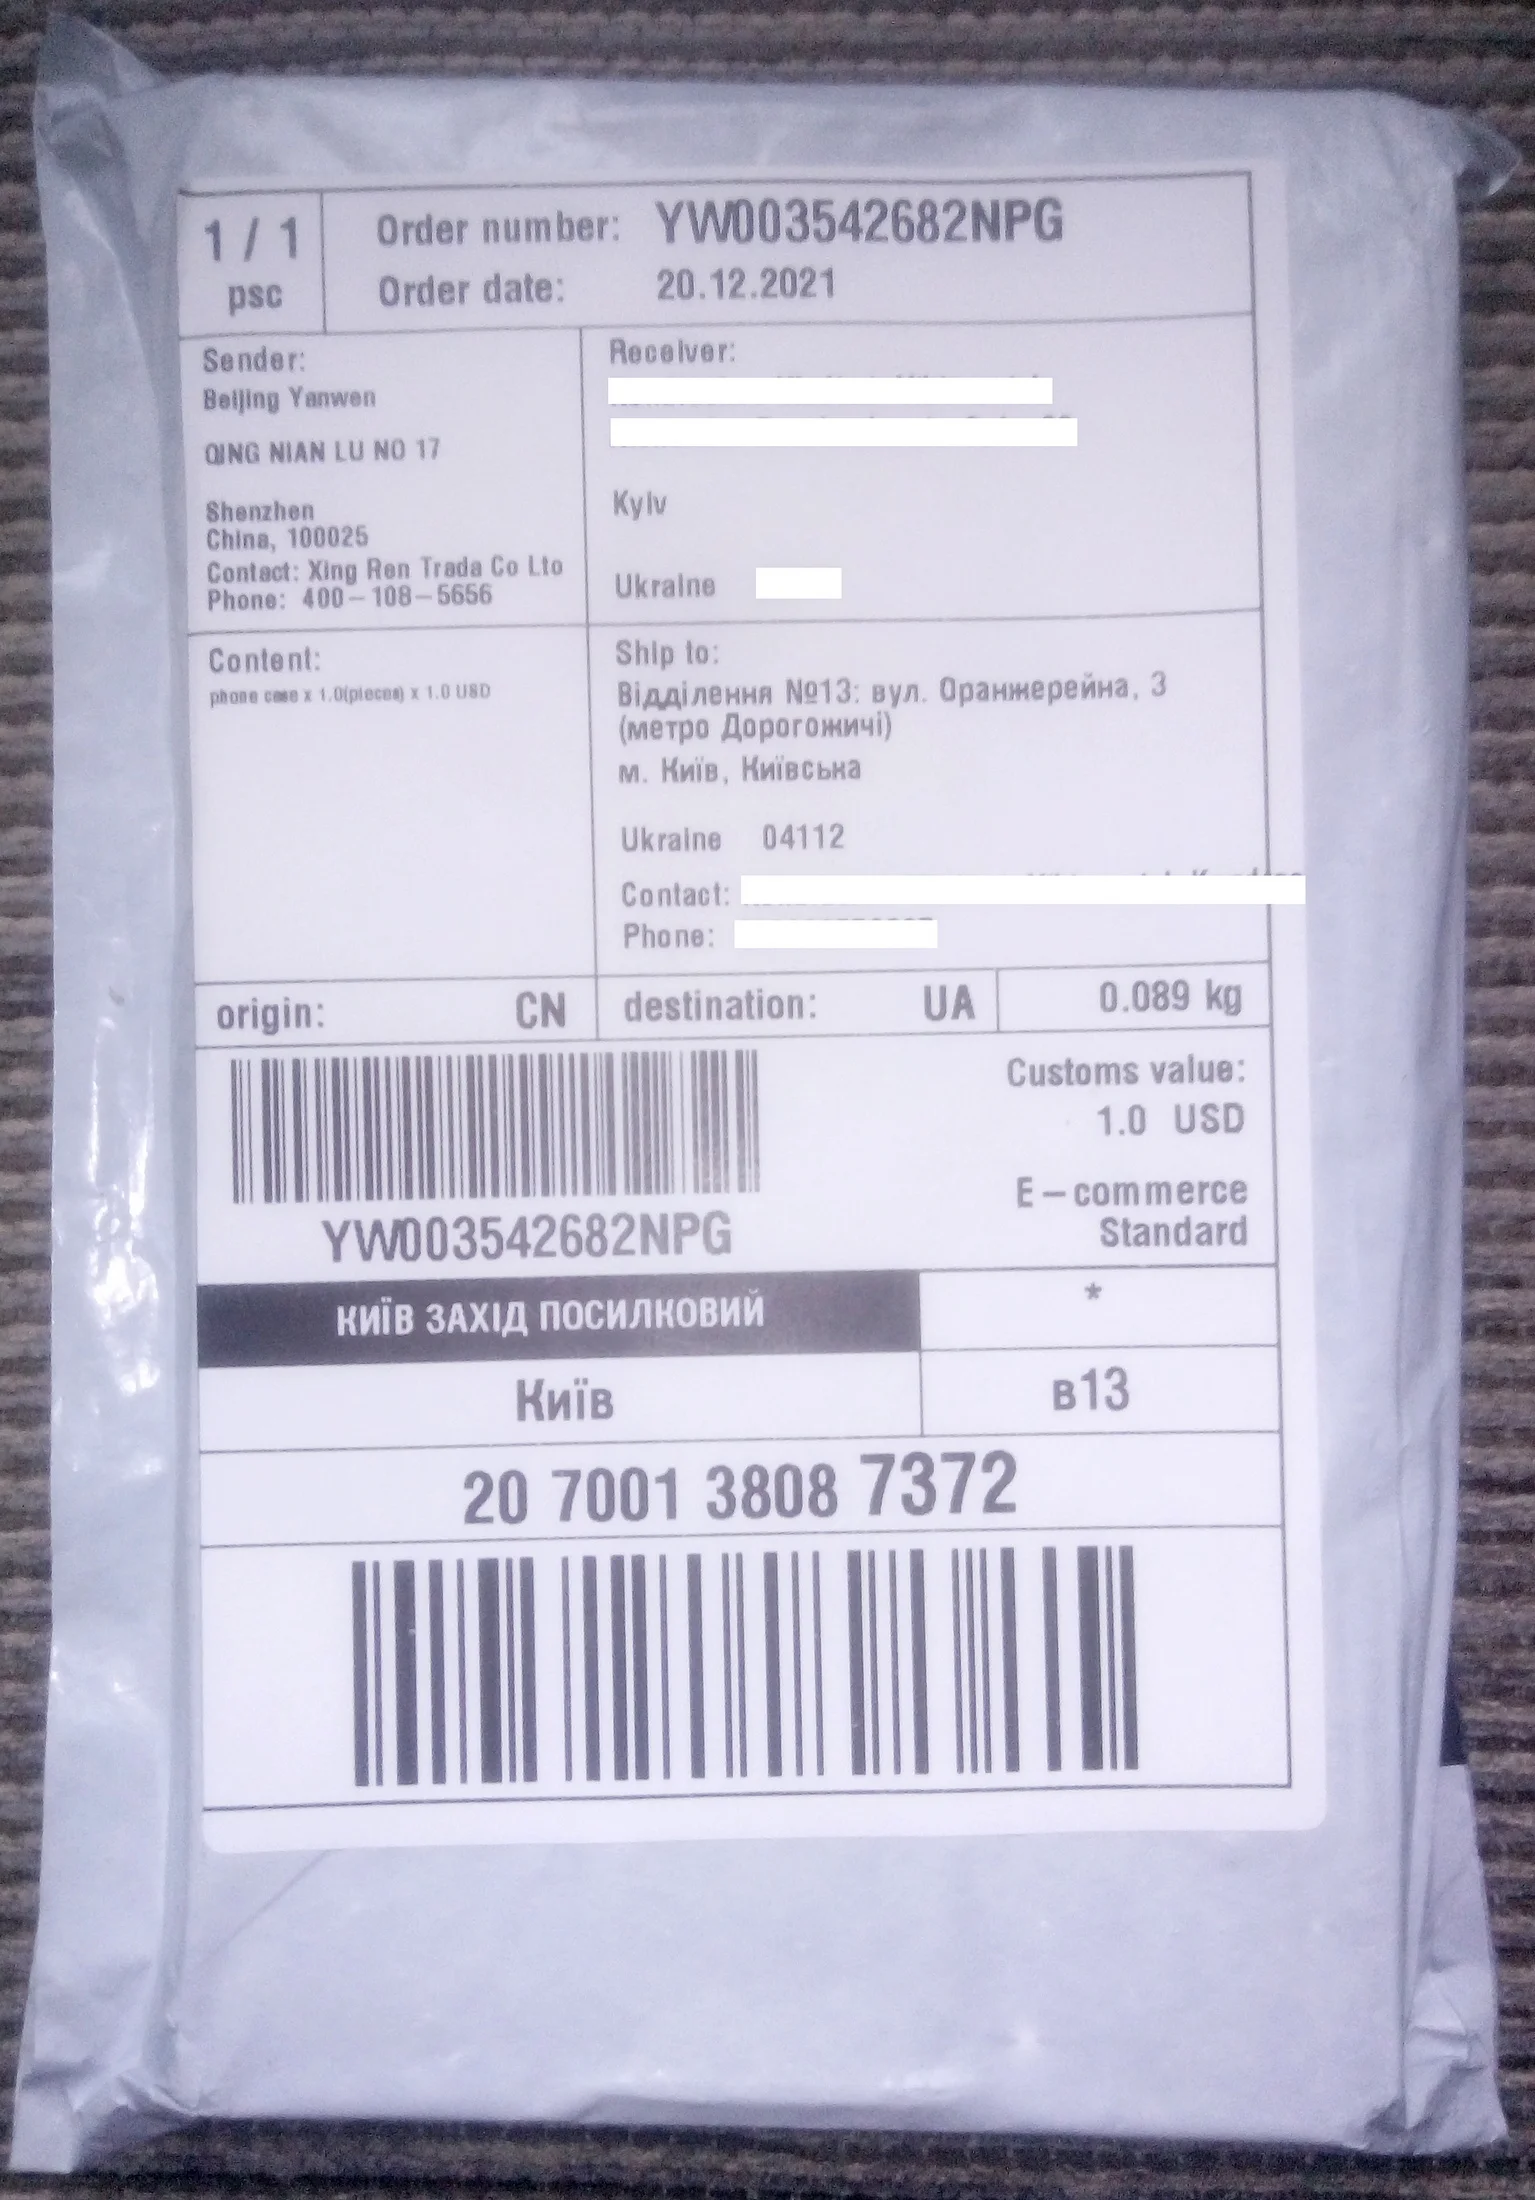 1 / 1
psc
Order number: YW003542682NPG
Order date: 20.12.2021
Sender:
Beijing Yanwen
QING NIAN LU NO 17
Shenzhen
China, 100025
Contact: Xing Ren Trada Co Lto
Phone: 400-108-5656
Receiver:
Kyiv
Ukraine
Content:
phone case x 1.0(pieces) x 1.0 USD
Ship to:
Відділення №13: вул. Оранжерейна, 3
(метро Дорогожичі)
м. Київ, Київська
Ukraine 04112
Contact:
Phone:
origin: CN
destination: UA
0.089 kg
YW003542682NPG
Customs value:
1.0 USD
E-commerce
Standard
КИЇВ ЗАХІД ПОСИЛКОВИЙ
*
Київ
в13
20 7001 3808 7372